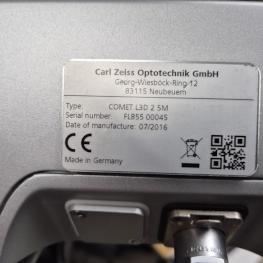 Carl Zeiss Optotechnik GmbH
Georg-Wiesböck-Ring 12
83115 Neubeuern
Type: COMET L3D 2 5M
Serial number: FL855 00045
Date of manufacture: 07/2016
CE
Made in Germany